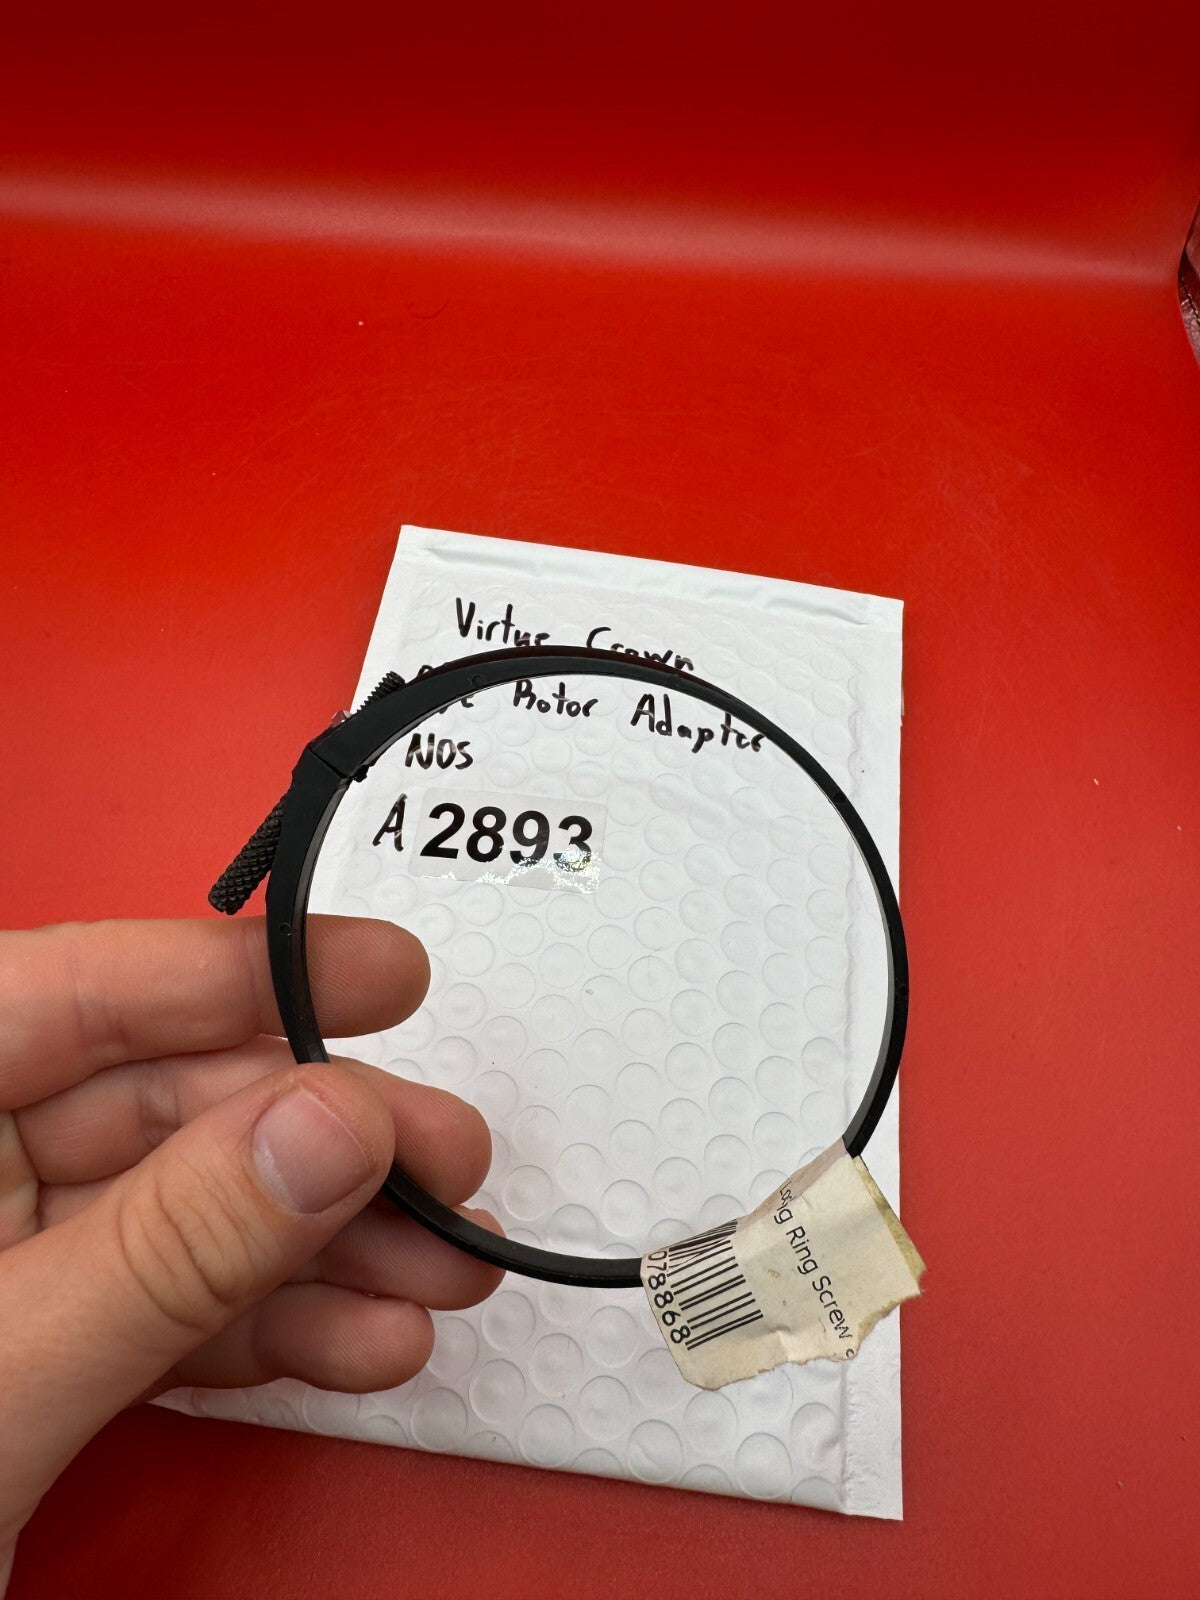 Virtue Crown
Rotor Adapter
NOS
A 2893
Ring Screw
078868